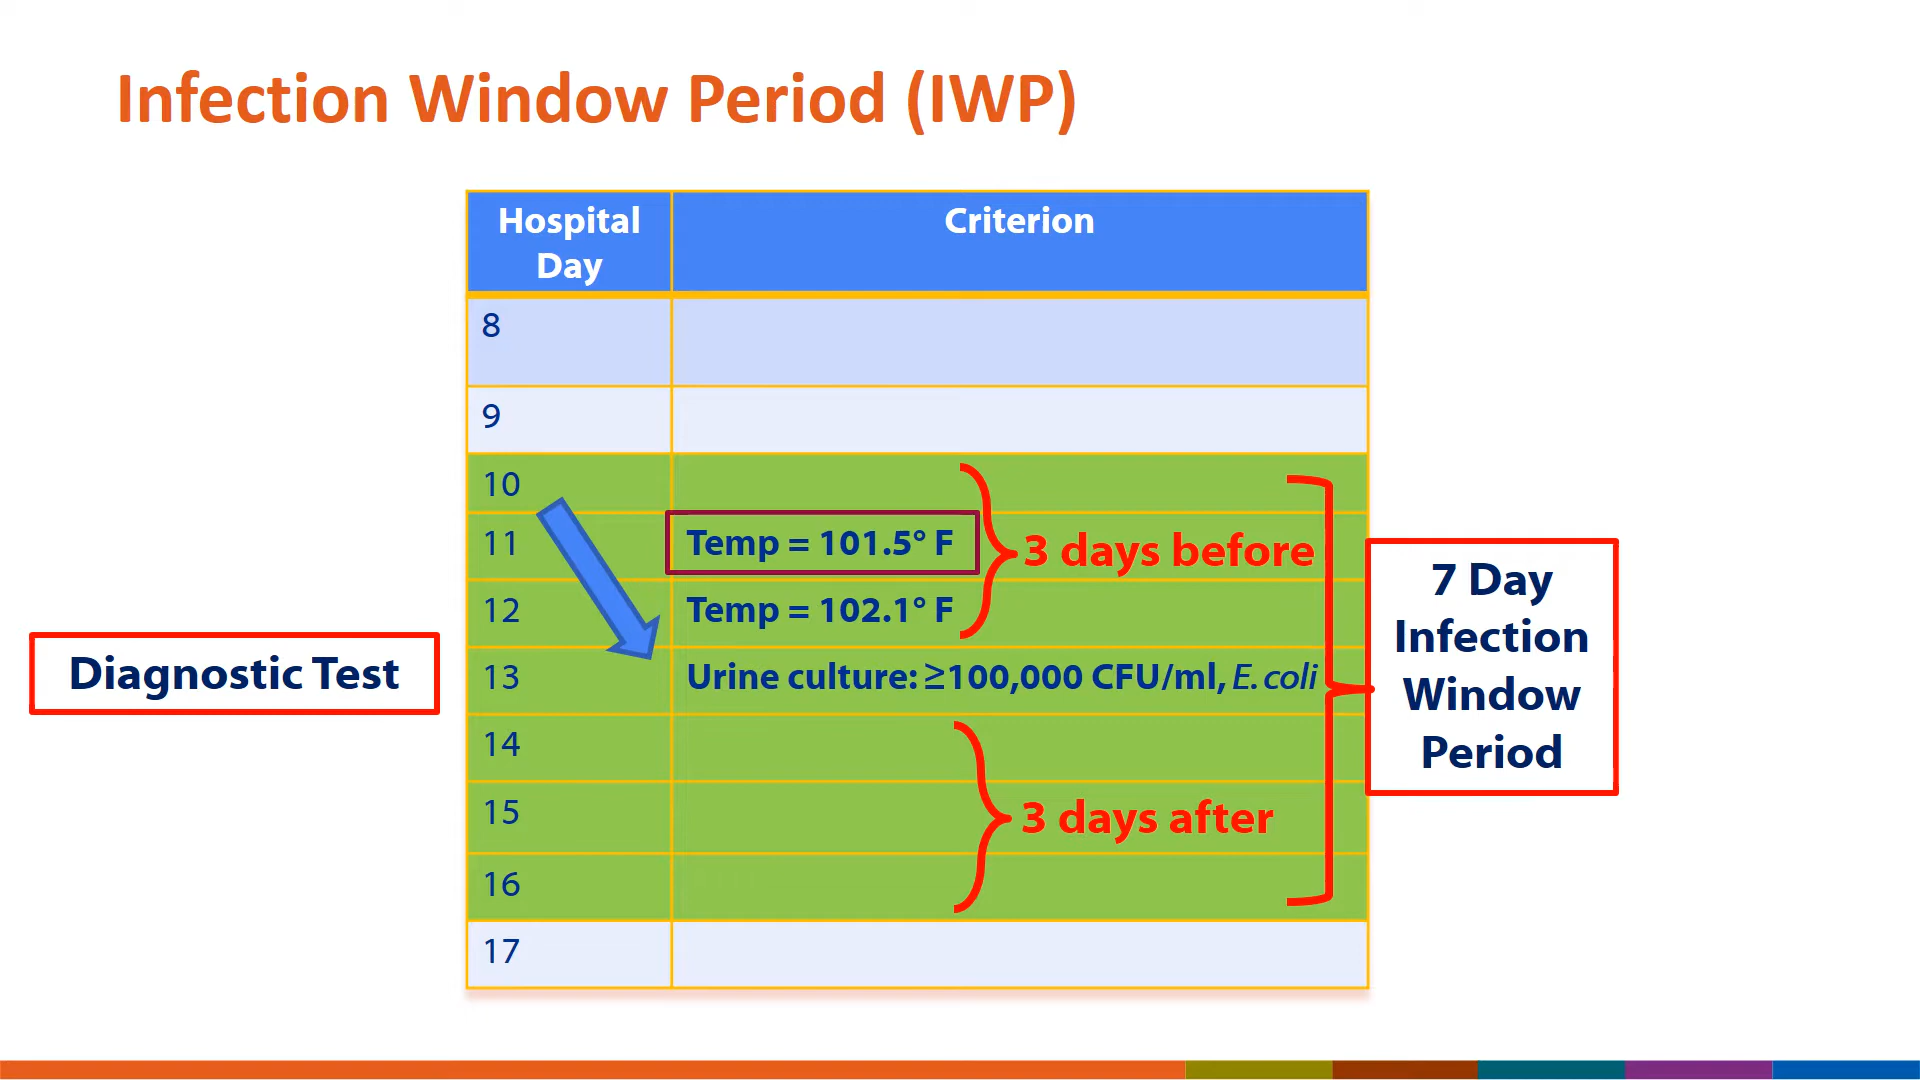 Infection Window Period (IWP)
Hospital
Day
Criterion
8
9
10
11
Temp = 101.5° F
3 days before
12
Temp = 102.1° F
Diagnostic Test
13
Urine culture: ≥100,000 CFU/ml, E. coli
7 Day
Infection
Window
Period
14
15
3 days after
16
17